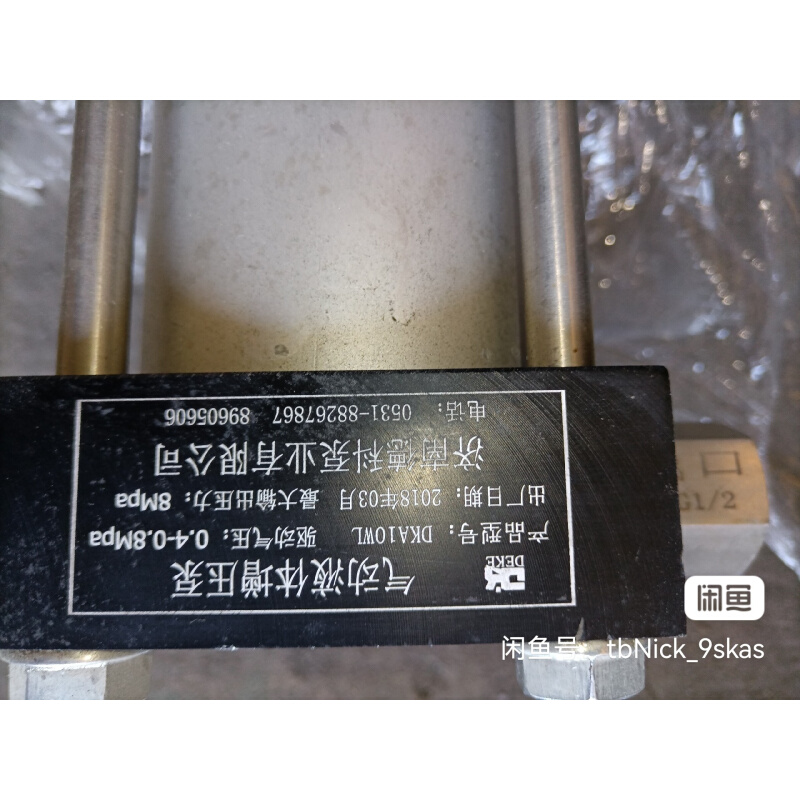 DEKE
气动液体增压泵
产品型号：DKA10WL 驱动气压：0.4-0.8Mpa
出厂日期：2018年03月 最大输出压力：8Mpa
济南德科泵业有限公司
电话：0531-88267867 89605606
G1/2
闲鱼
闲鱼号：tbNick_9skas